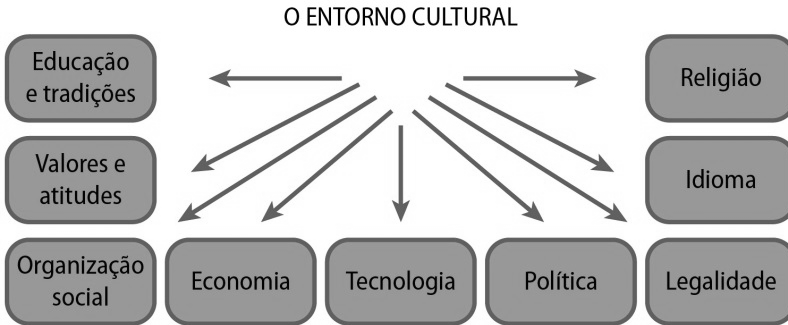 O ENTORNO CULTURAL
Educação
e tradições
Religião
Valores e
atitudes
Idioma
Organização
social
Economia
Tecnologia
Política
Legalidade